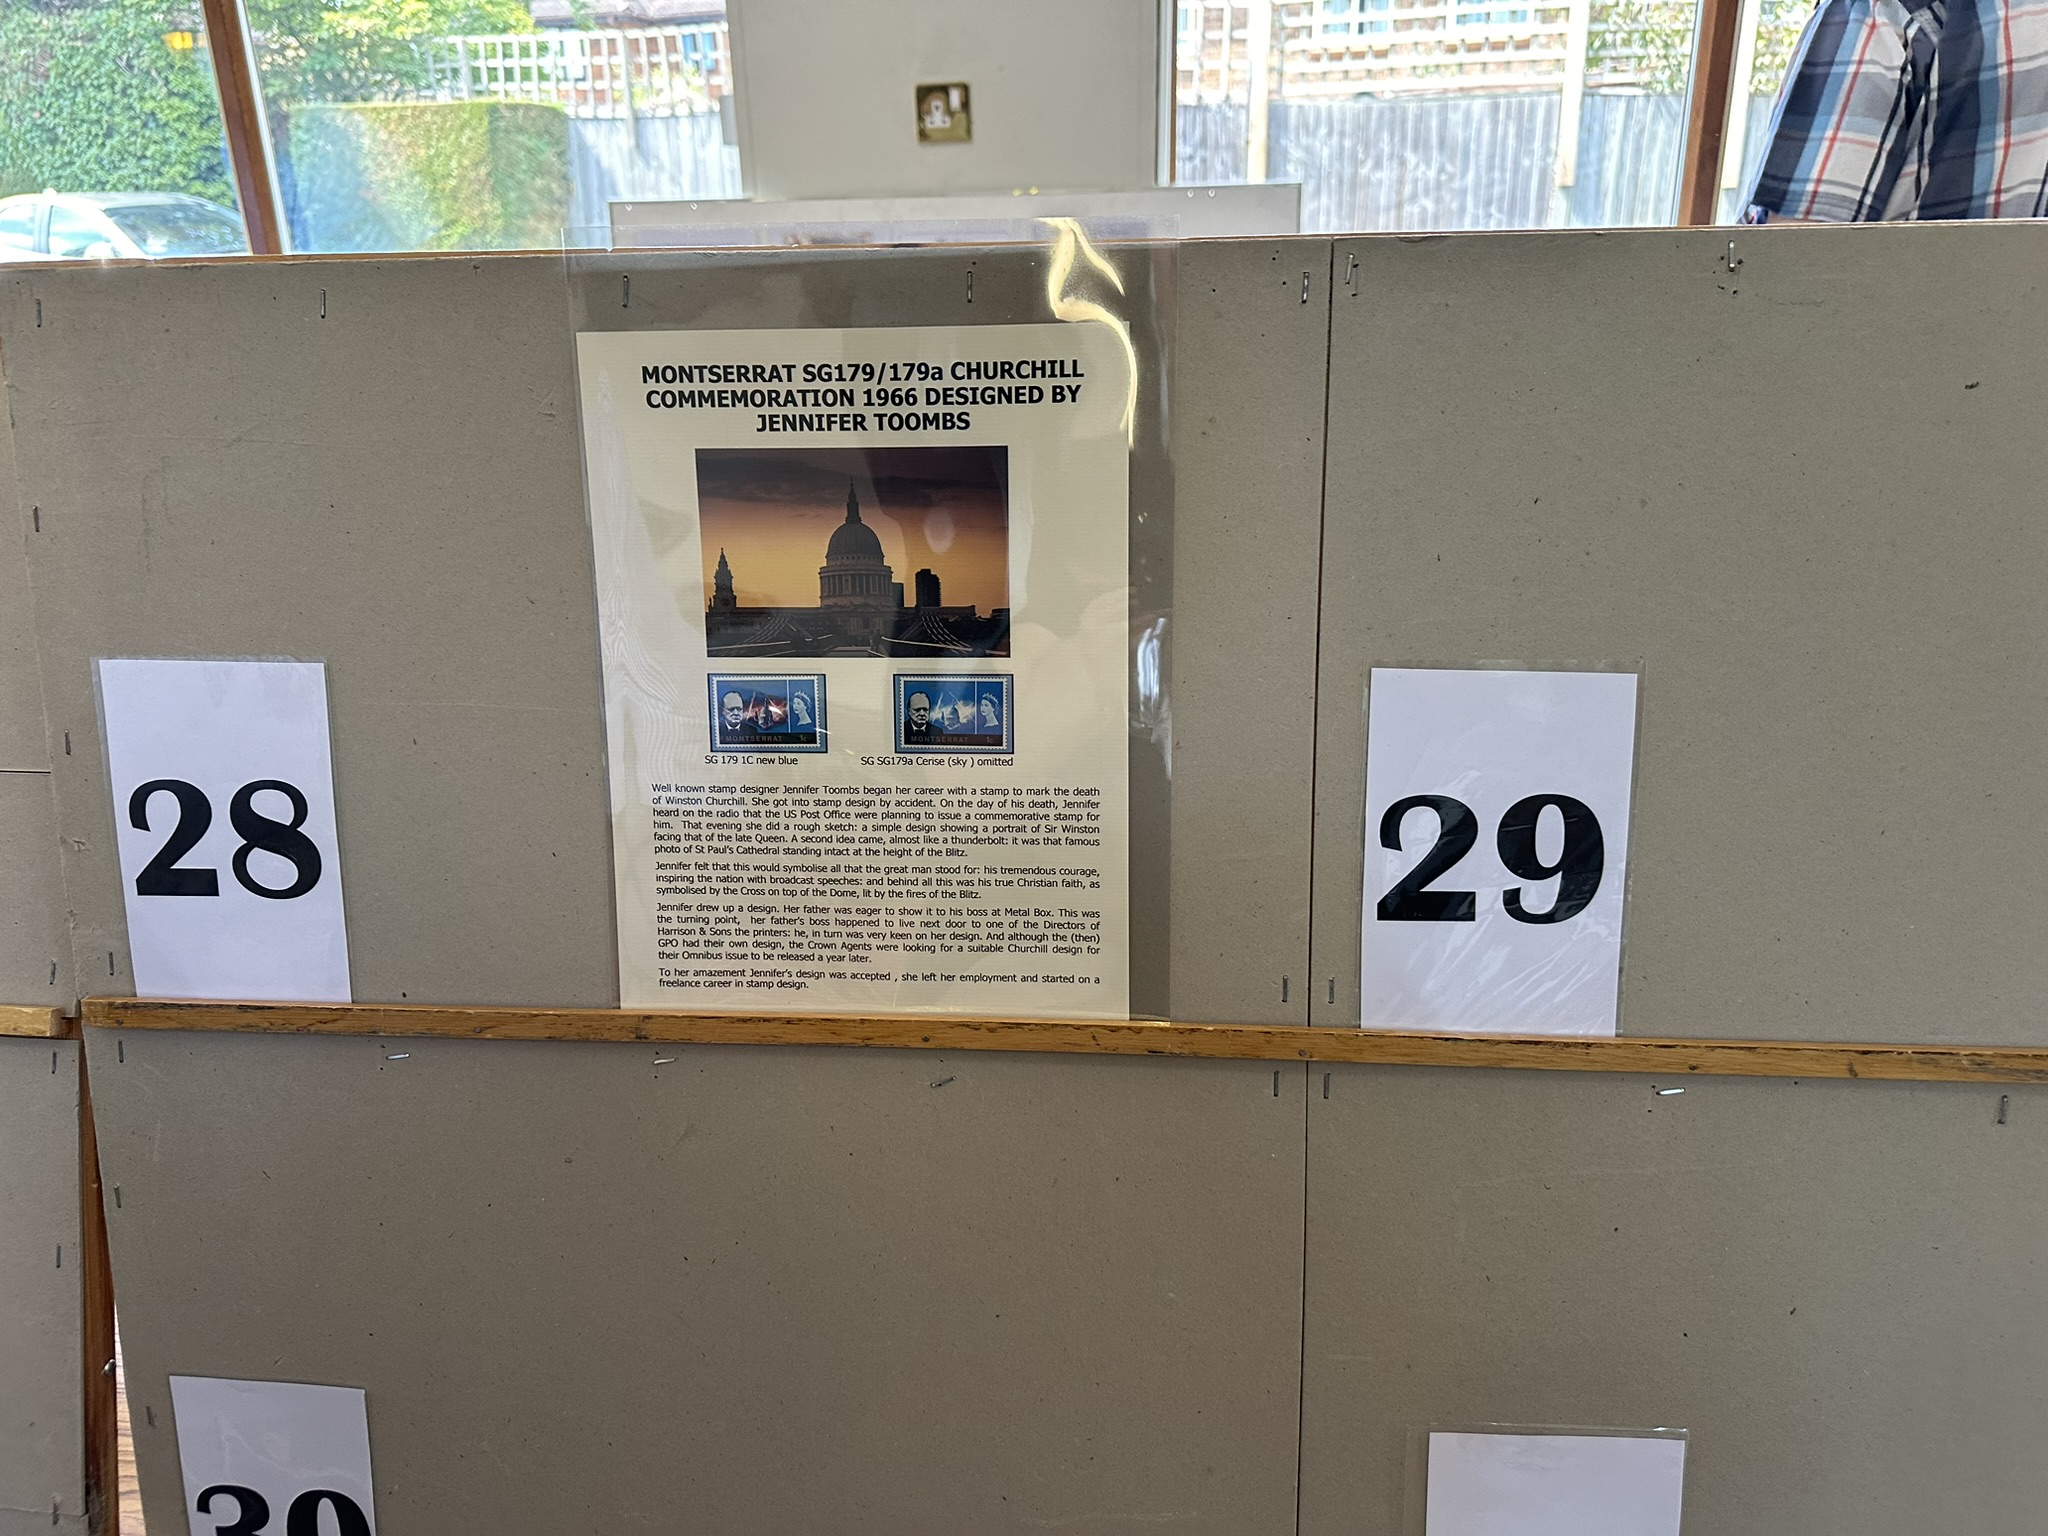 MONTSERRAT SG179/179a CHURCHILL
COMMEMORATION 1966 DESIGNED BY
JENNIFER TOOMBS
MONTSERRAT 1c
MONTSERRAT 1c
SG 179 1C new blue
SG SG179a Cerise (sky ) omitted
Well known stamp designer Jennifer Toombs began her career with a stamp to mark the death
of Winston Churchill. She got into stamp design by accident. On the day of his death, Jennifer
heard on the radio that the US Post Office were planning to issue a commemorative stamp for
him. That evening she did a rough sketch: a simple design showing a portrait of Sir Winston
facing that of the late Queen. A second idea came, almost like a thunderbolt: it was that famous
photo of St Paul's Cathedral standing intact at the height of the Blitz.
Jennifer felt that this would symbolise all that the great man stood for: his tremendous courage,
inspiring the nation with broadcast speeches: and behind all this was his true Christian faith, as
symbolised by the Cross on top of the Dome, lit by the fires of the Blitz.
Jennifer drew up a design. Her father was eager to show it to his boss at Metal Box. This was
the turning point, her father's boss happened to live next door to one of the Directors of
Harrison & Sons the printers: he, in turn was very keen on her design. And although the (then)
GPO had their own design, the Crown Agents were looking for a suitable Churchill design for
their Omnibus issue to be released a year later.
To her amazement Jennifer's design was accepted , she left her employment and started on a
freelance career in stamp design.
28
29
30